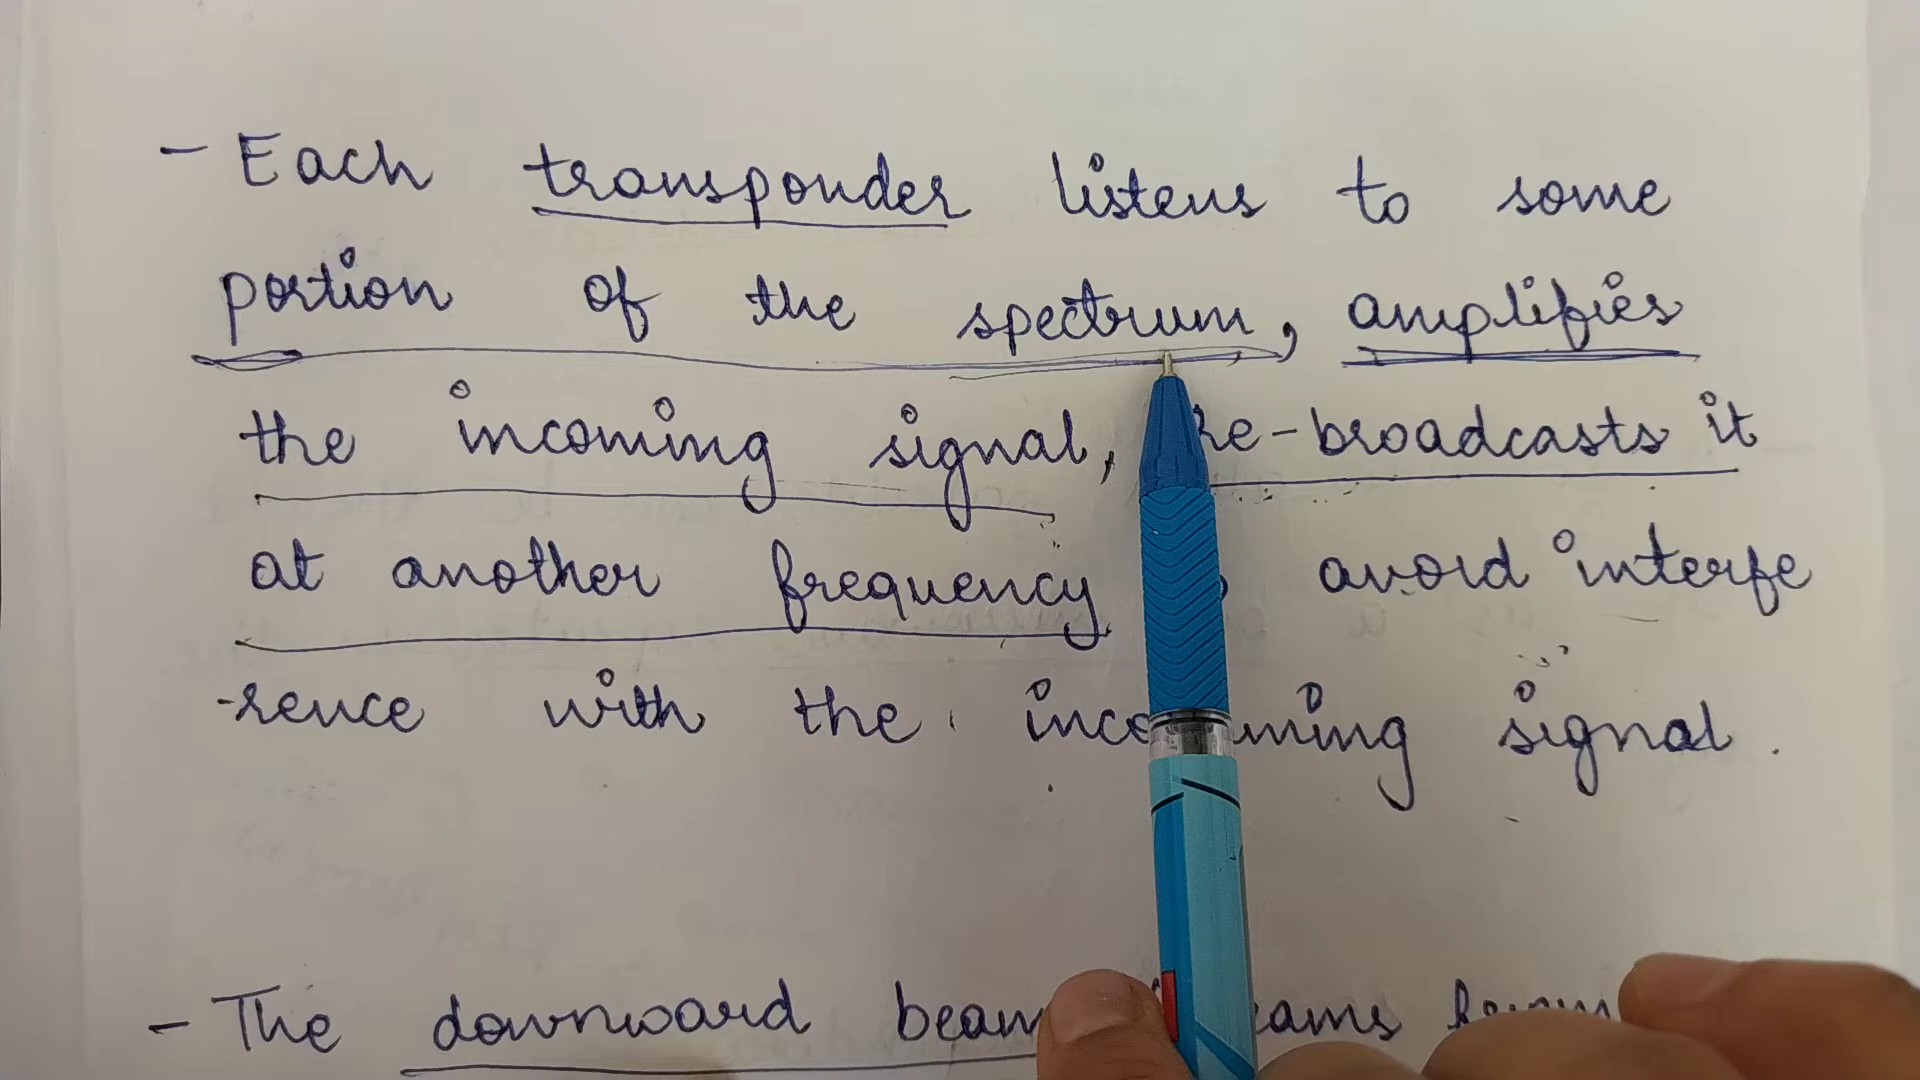 - Each transponder listens to some
portion of the spectrum, amplifies
the incoming signal, re-broadcasts it
at another frequency avoid interfe
-rence with the incoming signal.
- The downward beam